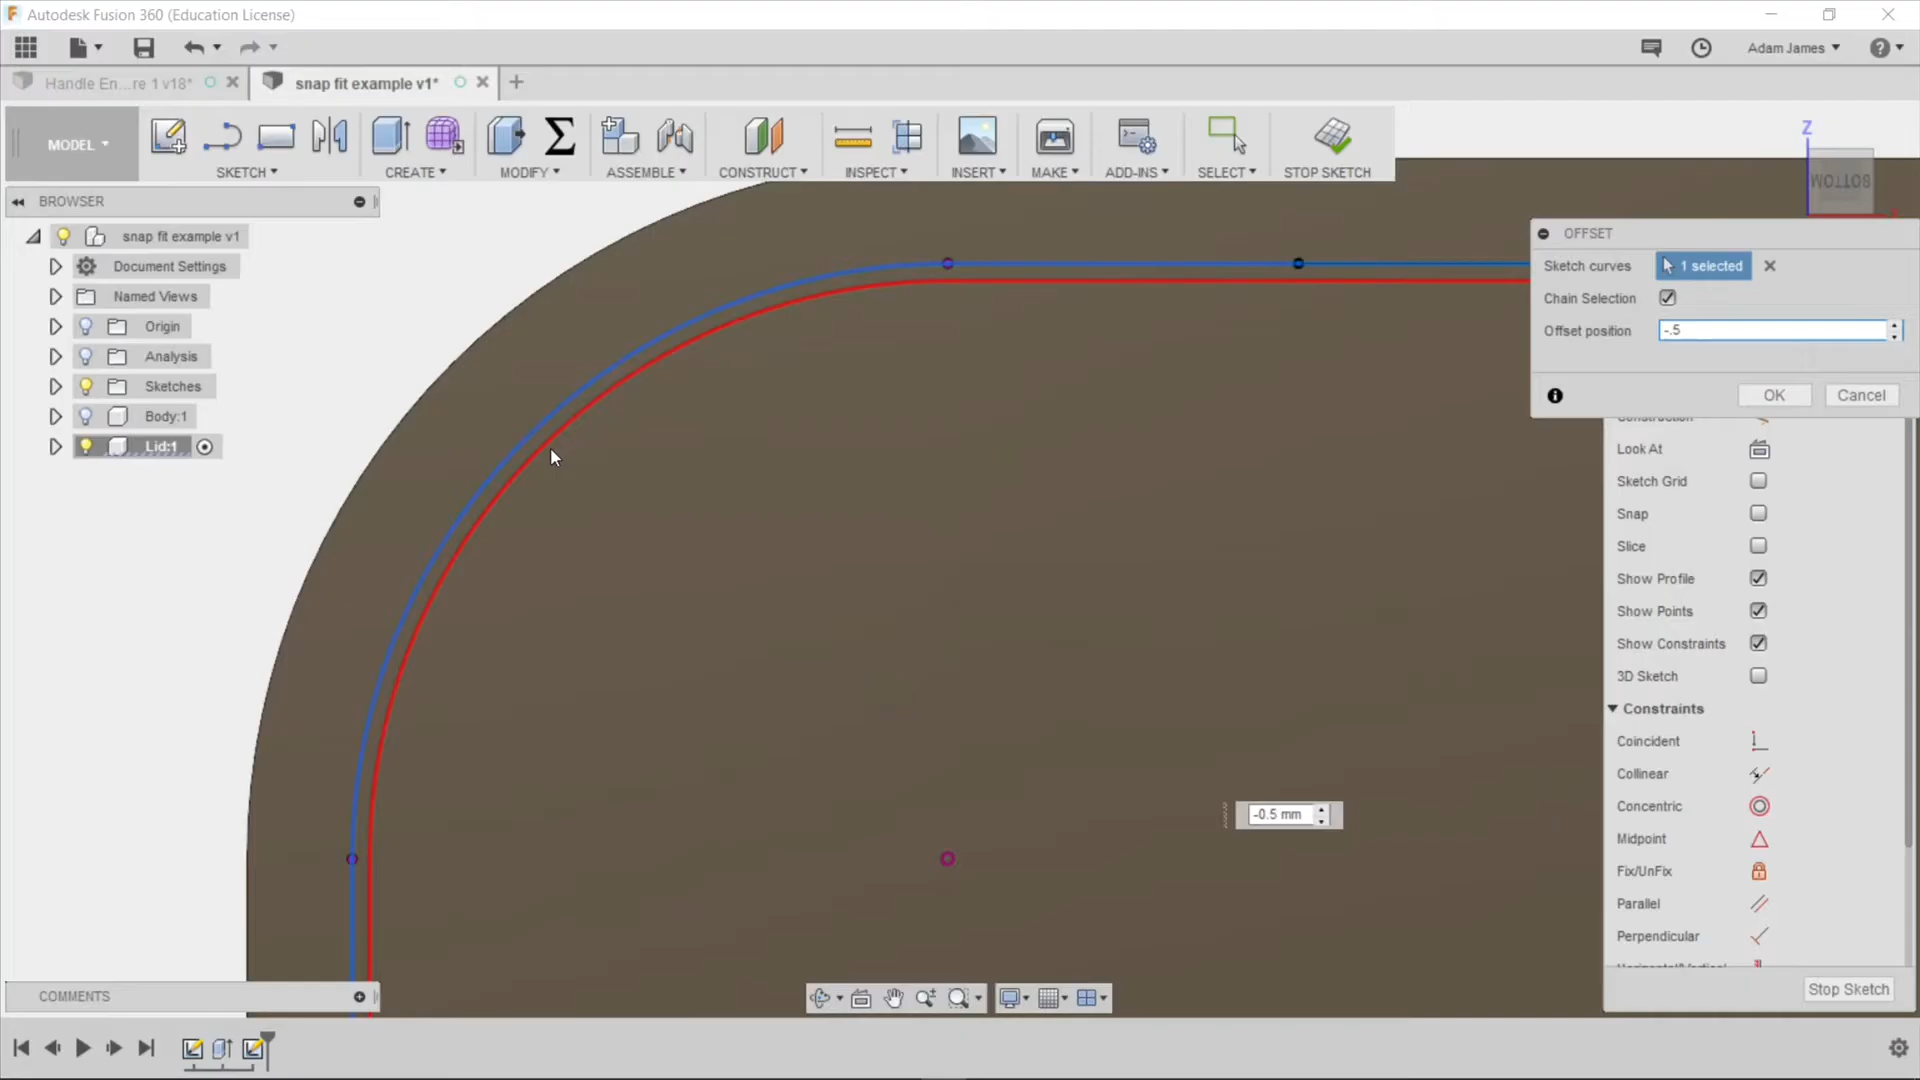 Autodesk Fusion 360 (Education License)
Adam James
Handle En...re 1 v18*
snap fit example v1*
MODEL
SKETCH
CREATE
MODIFY
ASSEMBLE
CONSTRUCT
INSPECT
INSERT
MAKE
ADD-INS
SELECT
STOP SKETCH
Z
BOTTOM
BROWSER
snap fit example v1
Document Settings
Named Views
Origin
Analysis
Sketches
Body:1
Lid:1
OFFSET
Sketch curves 1 selected
Chain Selection
Offset position -.5
OK Cancel
Construction
Look At
Sketch Grid
Snap
Slice
Show Profile
Show Points
Show Constraints
3D Sketch
Constraints
Coincident
Collinear
Concentric
Midpoint
Fix/UnFix
Parallel
Perpendicular
Horizontal/Vertical
Stop Sketch
-0.5 mm
COMMENTS